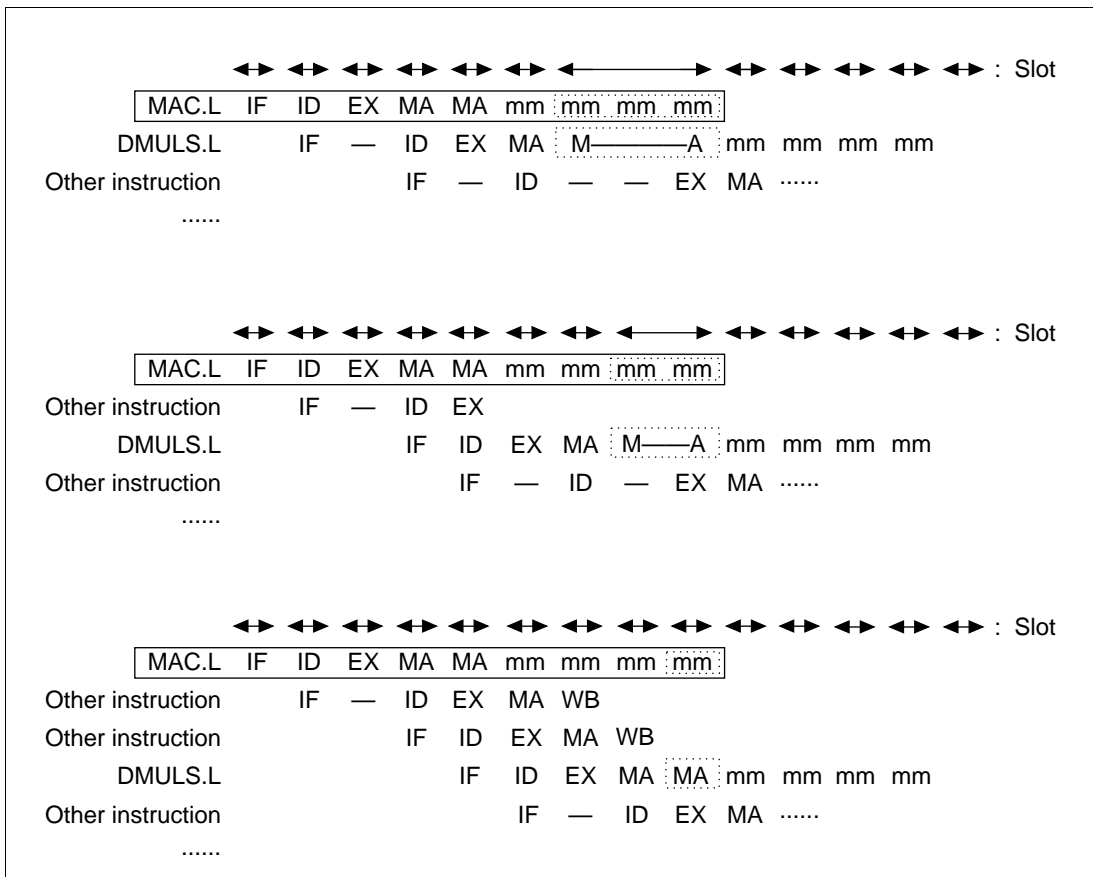 : Slot
MAC.L IF ID EX MA MA mm mm mm mm
DMULS.L IF — ID EX MA M————A mm mm mm mm
Other instruction IF — ID — — EX MA ······
······
: Slot
MAC.L IF ID EX MA MA mm mm mm mm
Other instruction IF — ID EX
DMULS.L IF ID EX MA M——A mm mm mm mm
Other instruction IF — ID — EX MA ······
······
: Slot
MAC.L IF ID EX MA MA mm mm mm mm
Other instruction IF — ID EX MA WB
Other instruction IF ID EX MA WB
DMULS.L IF ID EX MA MA mm mm mm mm
Other instruction IF — ID EX MA ······
······